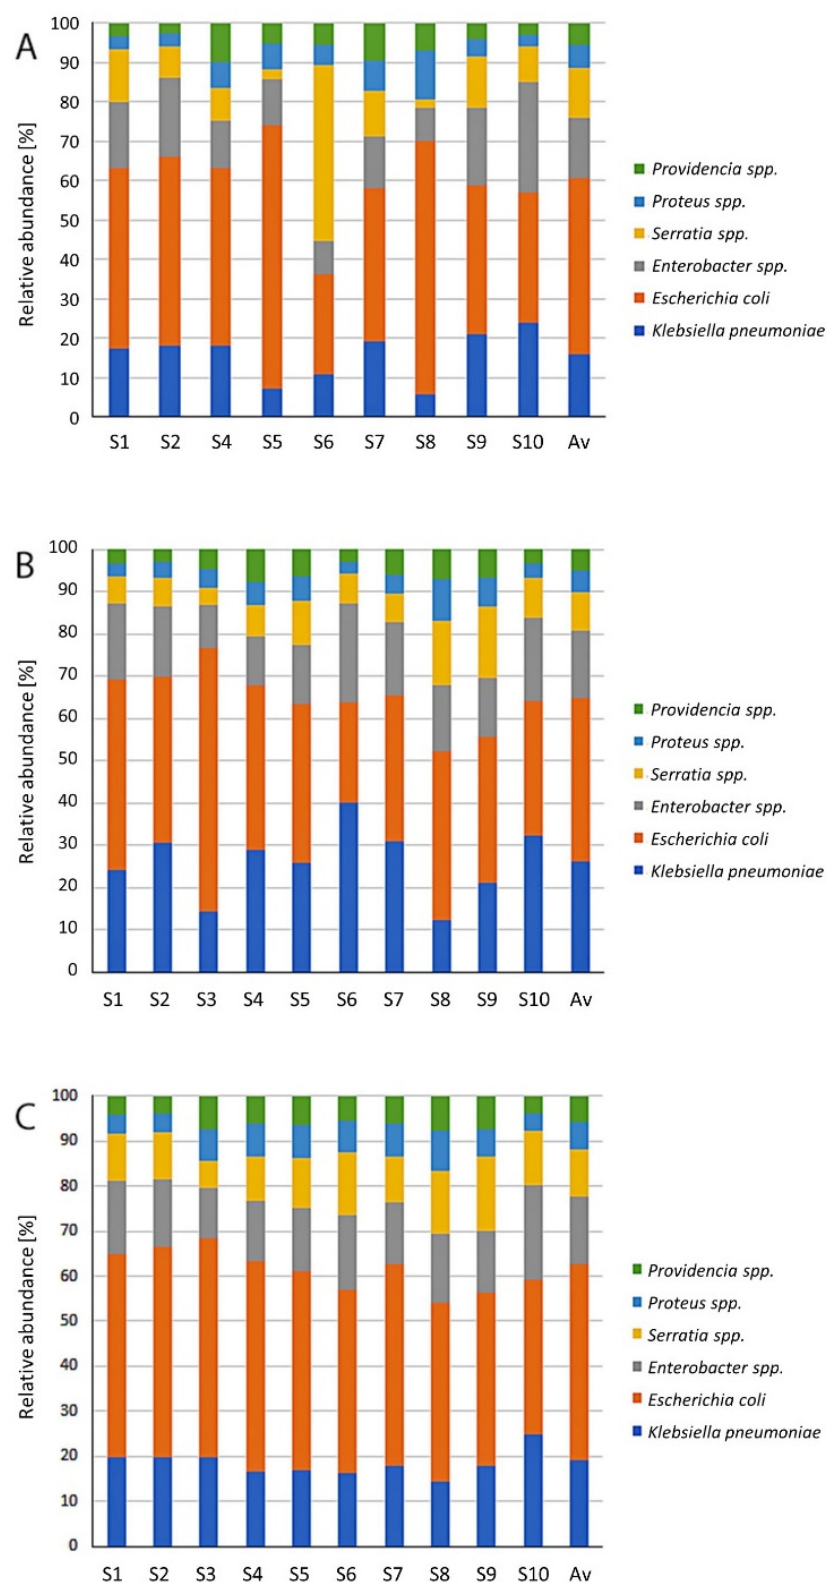 A
Relative abundance [%]
100
90
80
70
60
50
40
30
20
10
0
S1 S2 S4 S5 S6 S7 S8 S9 S10 Av
Providencia spp.
Proteus spp.
Serratia spp.
Enterobacter spp.
Escherichia coli
Klebsiella pneumoniae
B
Relative abundance [%]
100
90
80
70
60
50
40
30
20
10
0
S1 S2 S3 S4 S5 S6 S7 S8 S9 S10 Av
Providencia spp.
Proteus spp.
Serratia spp.
Enterobacter spp.
Escherichia coli
Klebsiella pneumoniae
C
Relative abundance [%]
100
90
80
70
60
50
40
30
20
10
0
S1 S2 S3 S4 S5 S6 S7 S8 S9 S10 Av
Providencia spp.
Proteus spp.
Serratia spp.
Enterobacter spp.
Escherichia coli
Klebsiella pneumoniae